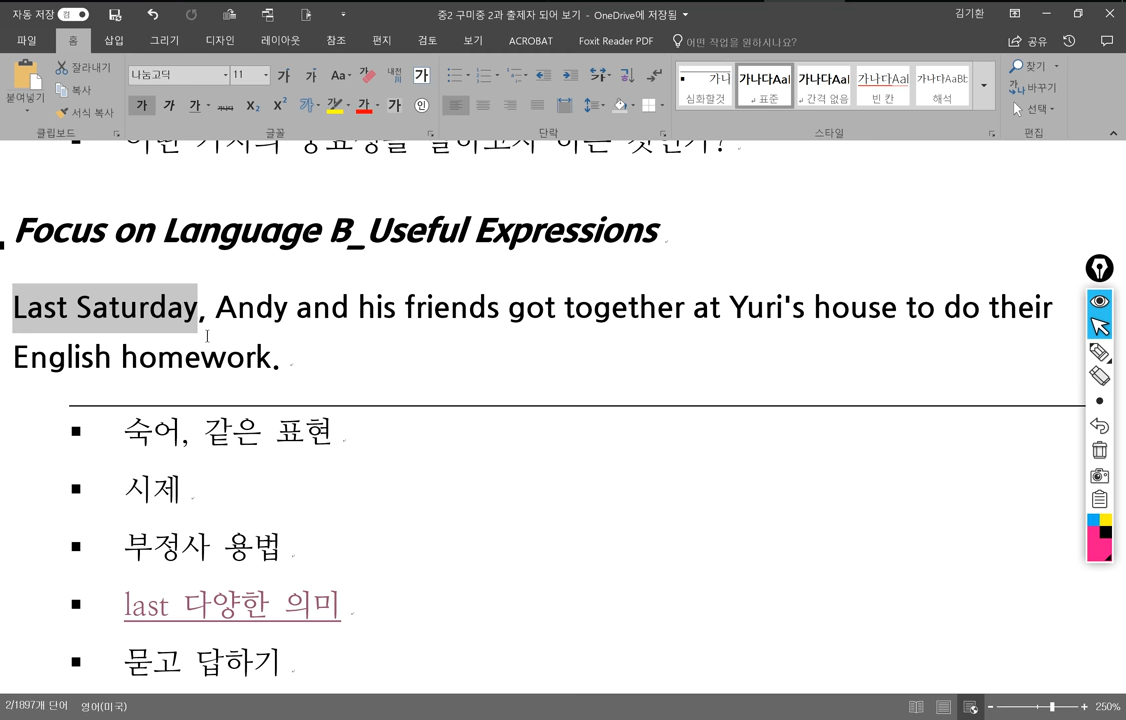 자동 저장 컴 중2 구미중 2과 출제자 되어 보기 - OneDrive에 저장됨 김기환
파일 홈 삽입 그리기 디자인 레이아웃 참조 편지 검토 보기 ACROBAT Foxit Reader PDF 어떤 작업을 원하시나요? 공유
붙여넣기 잘라내기 복사 서식 복사 클립보드
나눔고딕 11 글꼴
단락
심화할것 표준 간격 없음 빈 칸 해석 스타일
찾기 바꾸기 선택 편집
Focus on Language B_Useful Expressions
Last Saturday, Andy and his friends got together at Yuri's house to do their
English homework.
숙어, 같은 표현
시제
부정사 용법
last 다양한 의미
묻고 답하기
2/1897개 단어 영어(미국) 250%